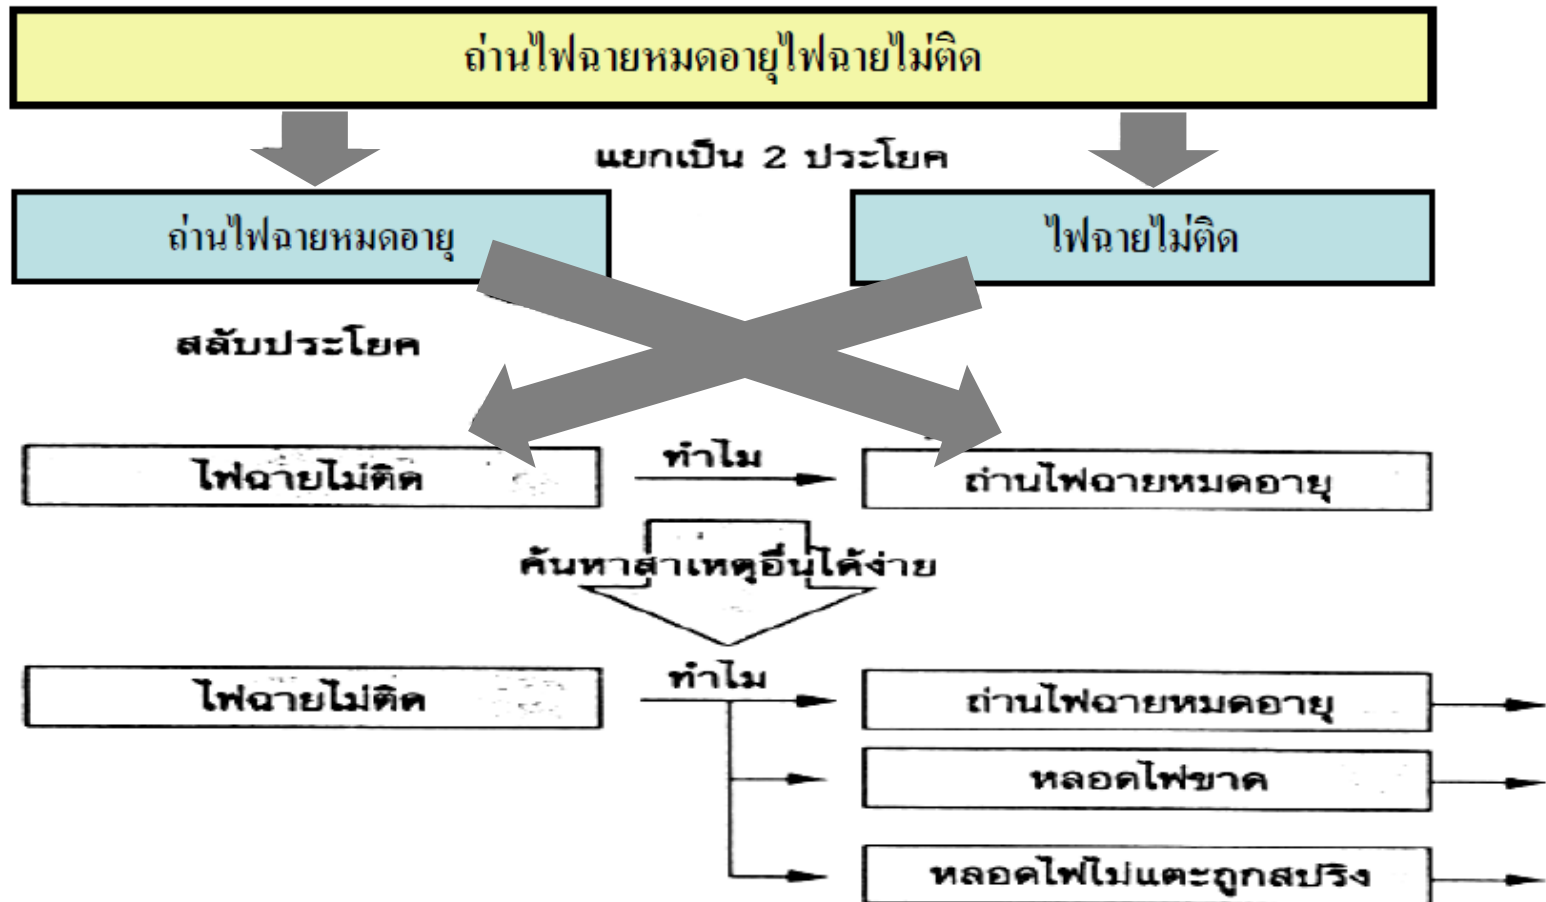 ถ่านไฟฉายหมดอายุไฟฉายไม่ติด
แยกเป็น 2 ประโยค
ถ่านไฟฉายหมดอายุ
ไฟฉายไม่ติด
สลับประโยค
ไฟฉายไม่ติด
ทำไม
ถ่านไฟฉายหมดอายุ
ค้นหาสาเหตุอื่นได้ง่าย
ไฟฉายไม่ติด
ทำไม
ถ่านไฟฉายหมดอายุ
หลอดไฟขาด
หลอดไฟไม่แตะถูกสปริง